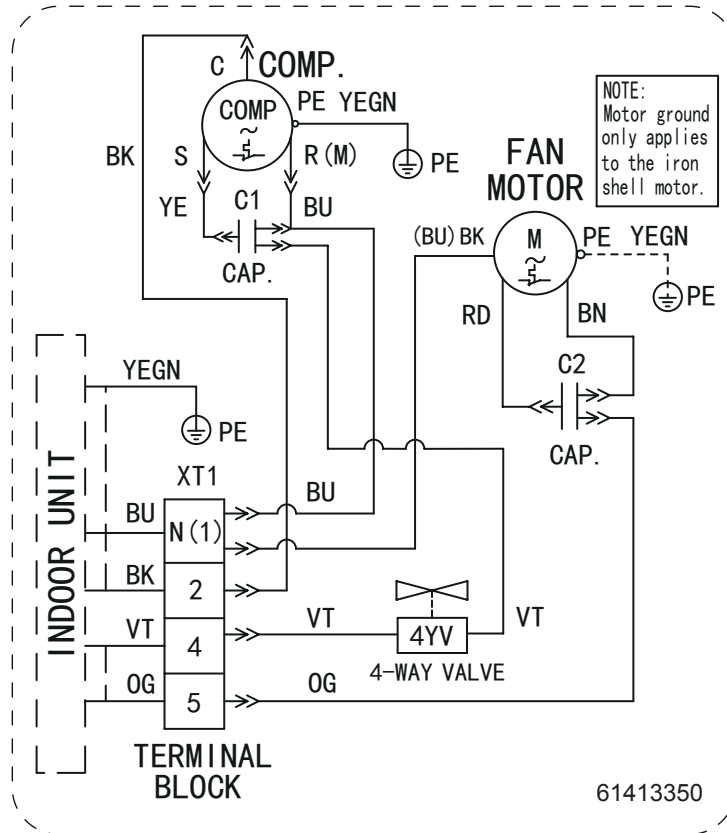 C COMP.
COMP
PE YEGN
NOTE:
Motor ground
only applies
to the iron
shell motor.
BK
S
R(M)
PE
FAN
MOTOR
YE
C1
BU
CAP.
(BU)BK
M
PE YEGN
PE
RD
BN
C2
CAP.
YEGN
PE
XT1
INDOOR UNIT
BU
N(1)
BU
BK
2
VT
4
VT
4YV
VT
4-WAY VALVE
OG
5
OG
TERMINAL
BLOCK
61413350